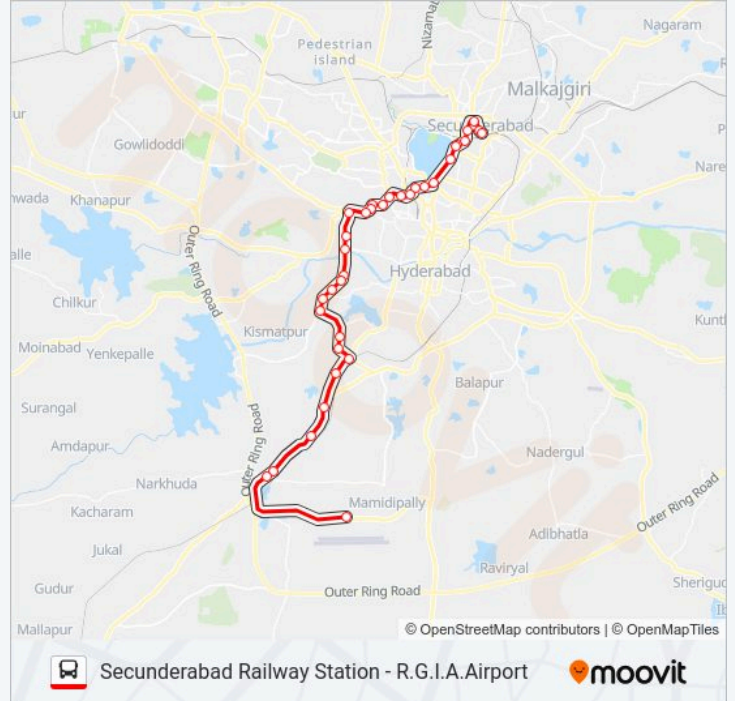 Nizamab
Nagaram
Pedestrian
island
Malkajgiri
Secunderabad
Gowlidoddi
Nare
Khanapur
Outer Ring Road
Hyderabad
Chilkur
Kismatpur
Kunt
Moinabad
Yenkepalle
Balapur
Surangal
Outer Ring Road
Amdapur
Nadergul
Narkhuda
Mamidipally
Kacharam
Outer Ring Road
Adibhatla
Jukal
Raviryal
Gudur
Outer Ring Road
Sherigud
Mallapur
© OpenStreetMap contributors | © OpenMapTiles
Secunderabad Railway Station - R.G.I.A.Airport
moovit